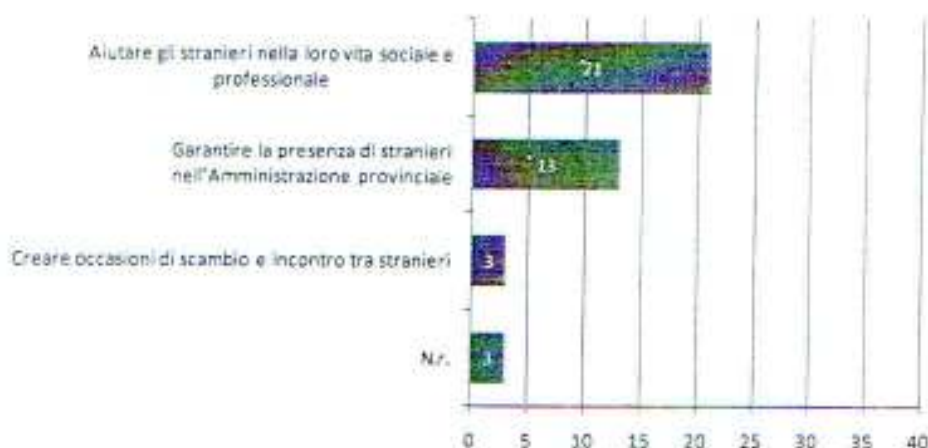 Aiutare gli stranieri nella loro vita sociale e
professionale
21
Garantire la presenza di stranieri
nell'Amministrazione provinciale
13
Creare occasioni di scambio e incontro tra stranieri
3
N.r.
3
0 5 10 15 20 25 30 35 40